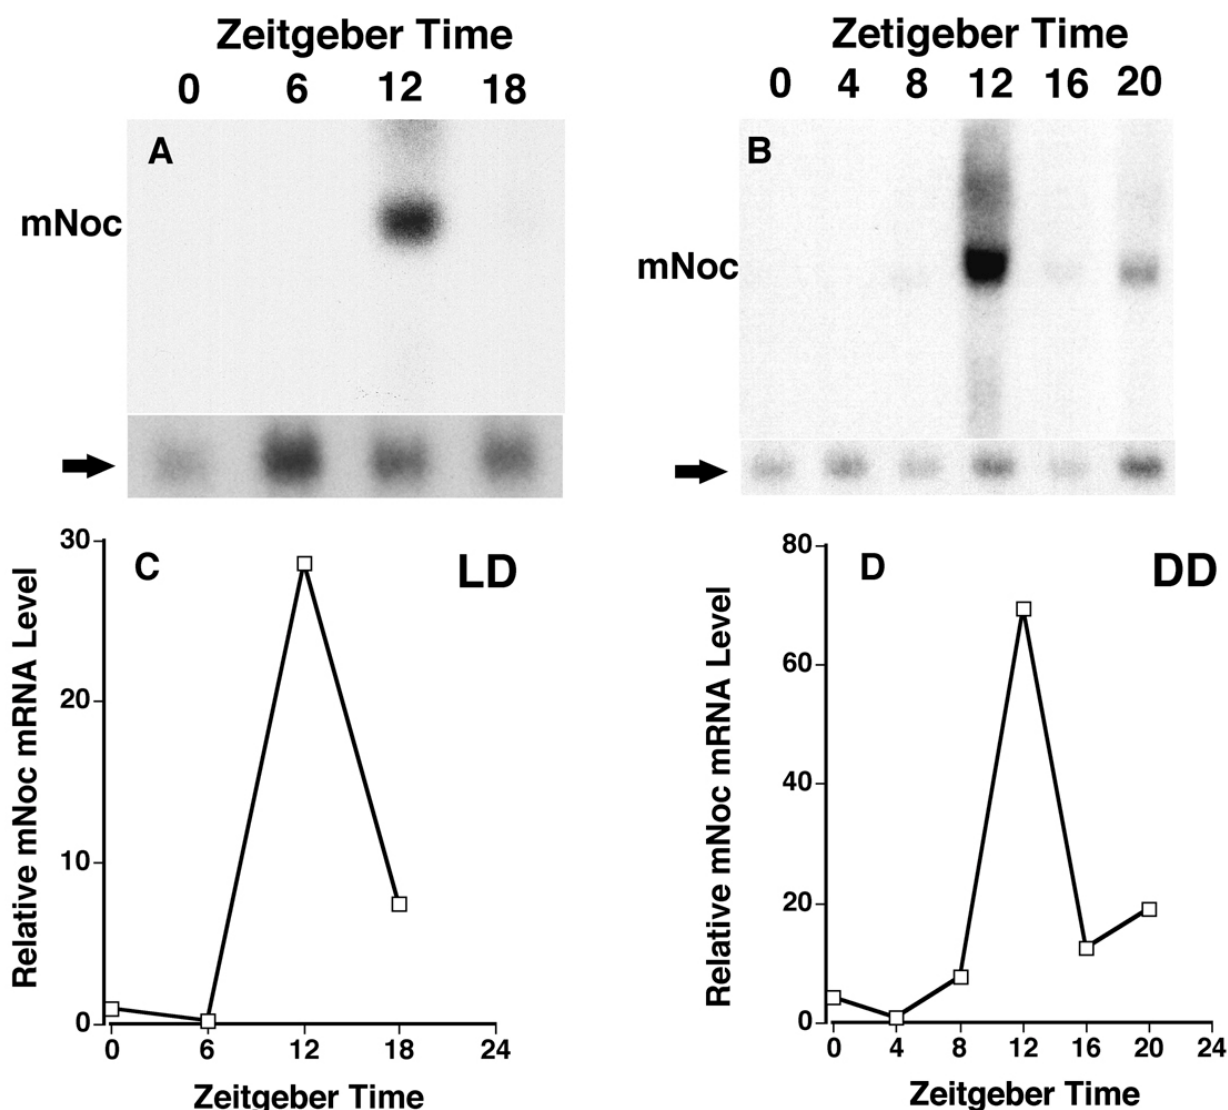 Zeitgeber Time
0 6 12 18
A
mNoc
Zetigeber Time
0 4 8 12 16 20
B
mNoc
C LD
Relative mNoc mRNA Level
30
20
10
0
0 6 12 18 24
Zeitgeber Time
D DD
Relative mNoc mRNA Level
80
60
40
20
0
0 4 8 12 16 20 24
Zeitgeber Time